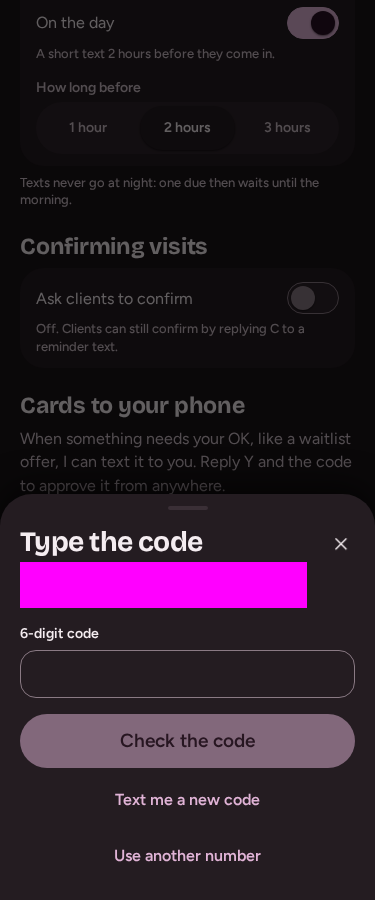 On the day
A short text 2 hours before they come in.
How long before
1 hour
2 hours
3 hours
Texts never go at night: one due then waits until the
morning.
Confirming visits
Ask clients to confirm
Off. Clients can still confirm by replying C to a
reminder text.
Cards to your phone
When something needs your OK, like a waitlist
offer, I can text it to you. Reply Y and the code
to approve it from anywhere.
Type the code
6-digit code
Check the code
Text me a new code
Use another number